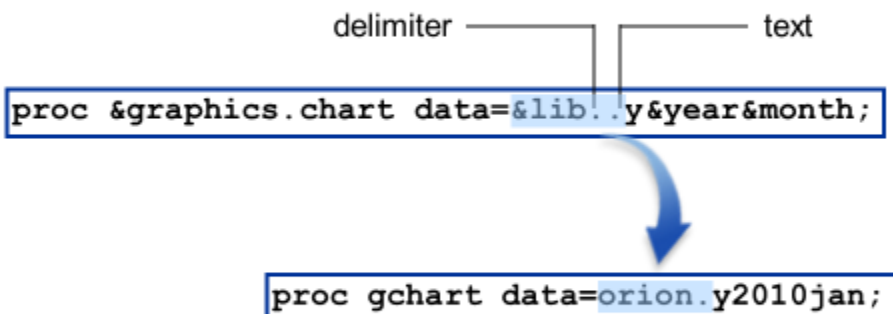 delimiter text
proc &graphics.chart data=&lib..y&year&month;
proc gchart data=orion.y2010jan;